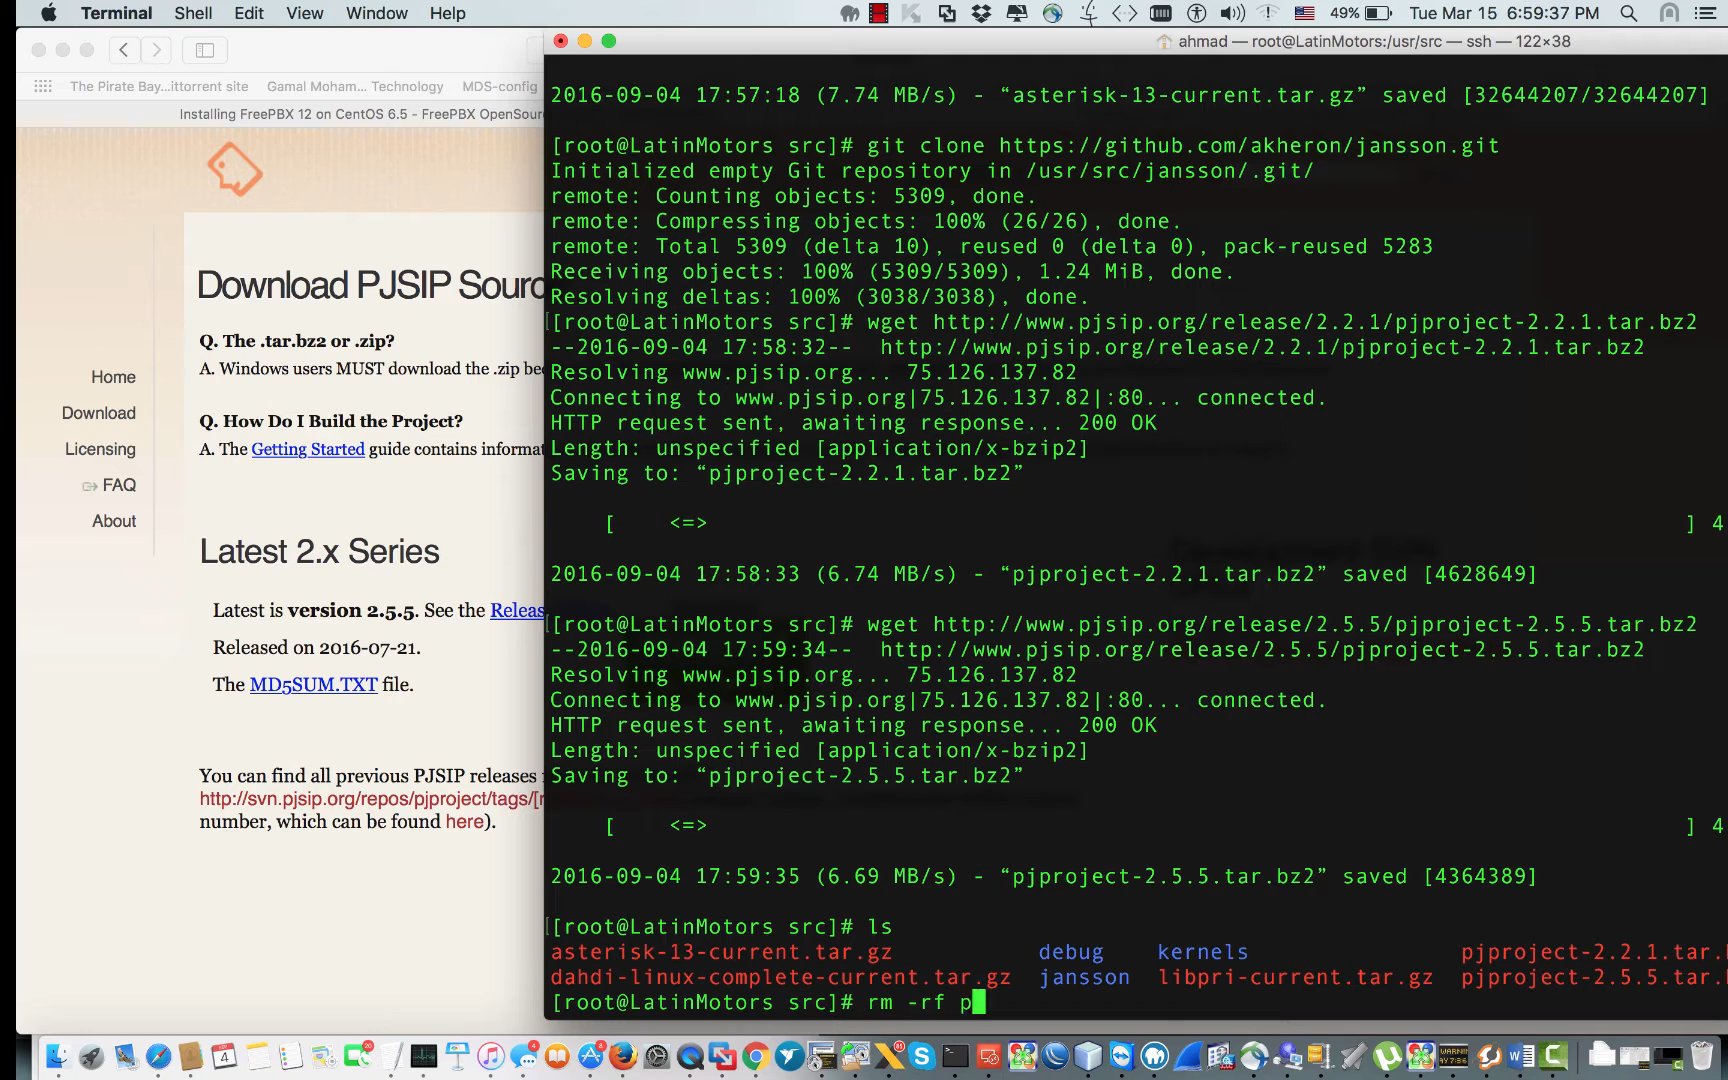 Terminal Shell Edit View Window Help 49% Tue Mar 15 6:59:37 PM
ahmad — root@LatinMotors:/usr/src — ssh — 122×38
The Pirate Bay...ittorrent site Gamal Moham... Technology MDS-config
Installing FreePBX 12 on CentOS 6.5 - FreePBX OpenSour
Home
Download
Licensing
FAQ
About
Download PJSIP Sourc
Q. The .tar.bz2 or .zip?
A. Windows users MUST download the .zip bec
Q. How Do I Build the Project?
A. The Getting Started guide contains informat
Latest 2.x Series
Latest is version 2.5.5. See the Releas
Released on 2016-07-21.
The MD5SUM.TXT file.
You can find all previous PJSIP releases
http://svn.pjsip.org/repos/pjproject/tags/[r
number, which can be found here).
2016-09-04 17:57:18 (7.74 MB/s) - “asterisk-13-current.tar.gz” saved [32644207/32644207]
[root@LatinMotors src]# git clone https://github.com/akheron/jansson.git
Initialized empty Git repository in /usr/src/jansson/.git/
remote: Counting objects: 5309, done.
remote: Compressing objects: 100% (26/26), done.
remote: Total 5309 (delta 10), reused 0 (delta 0), pack-reused 5283
Receiving objects: 100% (5309/5309), 1.24 MiB, done.
Resolving deltas: 100% (3038/3038), done.
[root@LatinMotors src]# wget http://www.pjsip.org/release/2.2.1/pjproject-2.2.1.tar.bz2
--2016-09-04 17:58:32-- http://www.pjsip.org/release/2.2.1/pjproject-2.2.1.tar.bz2
Resolving www.pjsip.org... 75.126.137.82
Connecting to www.pjsip.org|75.126.137.82|:80... connected.
HTTP request sent, awaiting response... 200 OK
Length: unspecified [application/x-bzip2]
Saving to: “pjproject-2.2.1.tar.bz2”
[ <=> ] 4
2016-09-04 17:58:33 (6.74 MB/s) - “pjproject-2.2.1.tar.bz2” saved [4628649]
[root@LatinMotors src]# wget http://www.pjsip.org/release/2.5.5/pjproject-2.5.5.tar.bz2
--2016-09-04 17:59:34-- http://www.pjsip.org/release/2.5.5/pjproject-2.5.5.tar.bz2
Resolving www.pjsip.org... 75.126.137.82
Connecting to www.pjsip.org|75.126.137.82|:80... connected.
HTTP request sent, awaiting response... 200 OK
Length: unspecified [application/x-bzip2]
Saving to: “pjproject-2.5.5.tar.bz2”
[ <=> ] 4
2016-09-04 17:59:35 (6.69 MB/s) - “pjproject-2.5.5.tar.bz2” saved [4364389]
[root@LatinMotors src]# ls
asterisk-13-current.tar.gz debug kernels pjproject-2.2.1.tar.
dahdi-linux-complete-current.tar.gz jansson libpri-current.tar.gz pjproject-2.5.5.tar.
[root@LatinMotors src]# rm -rf p